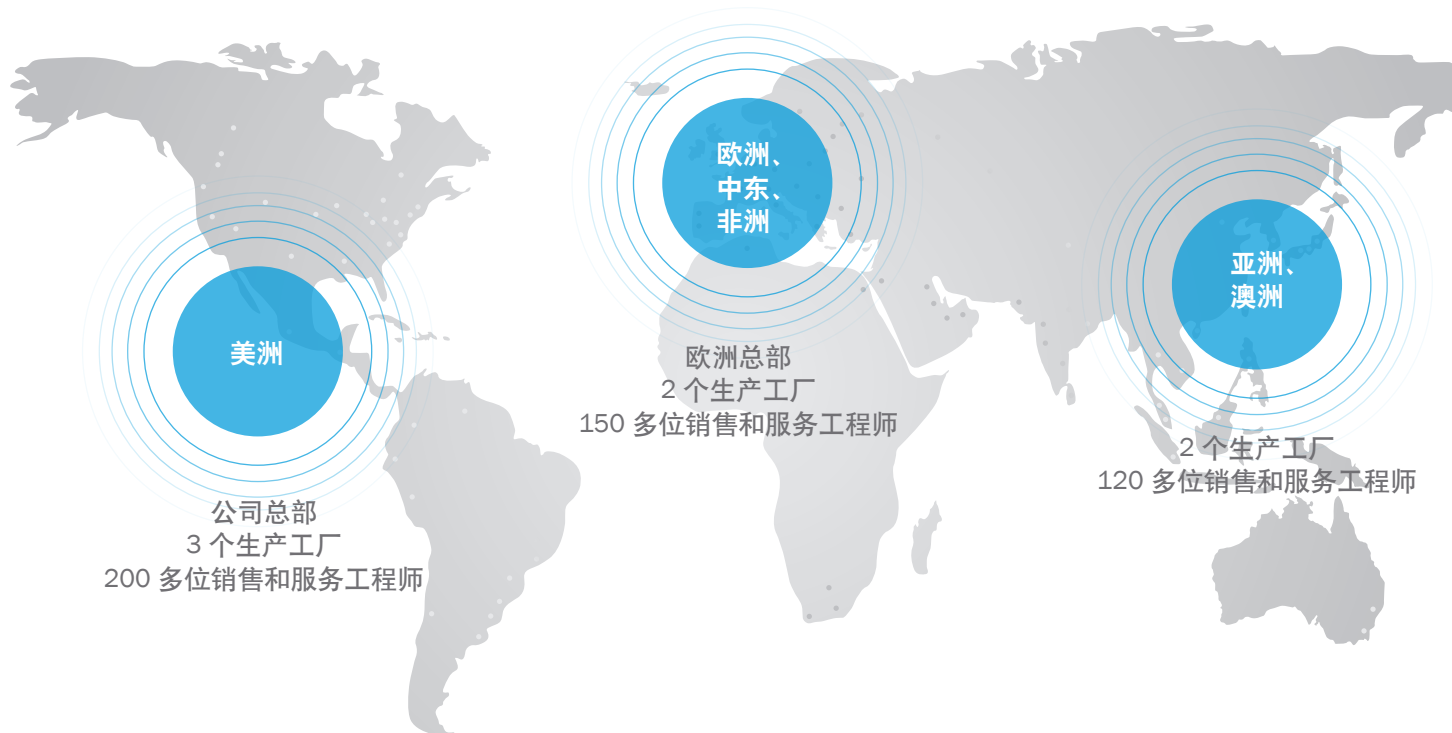 美洲
公司总部
3 个生产工厂
200 多位销售和服务工程师
欧洲、
中东、
非洲
欧洲总部
2 个生产工厂
150 多位销售和服务工程师
亚洲、
澳洲
2 个生产工厂
120 多位销售和服务工程师